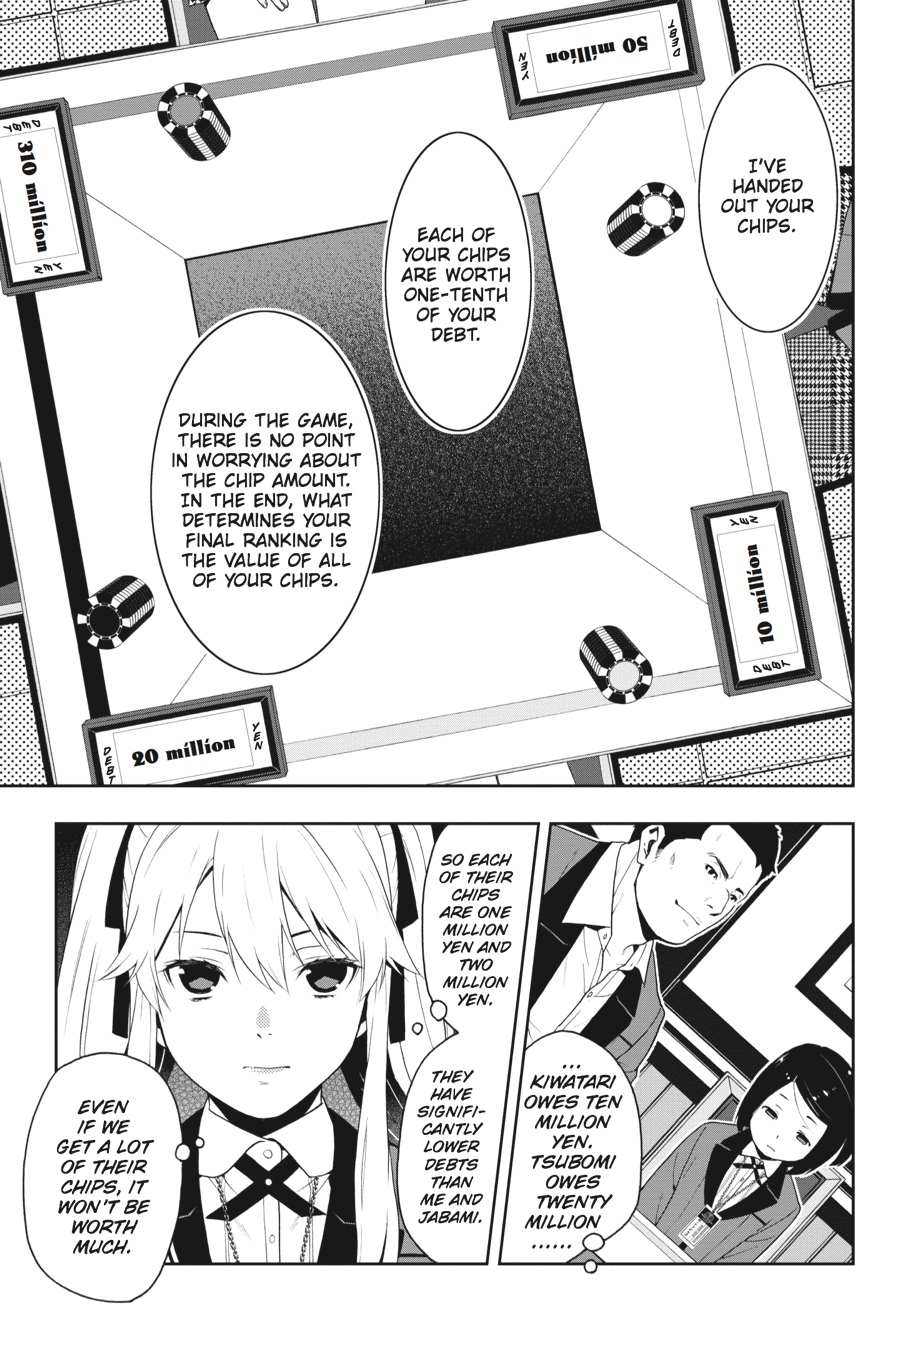 I'VE
HANDED
OUT YOUR
CHIPS.
EACH OF
YOUR CHIPS
ARE WORTH
ONE-TENTH
OF YOUR
DEBT.
DURING THE GAME,
THERE IS NO POINT
IN WORRYING ABOUT
THE CHIP AMOUNT.
IN THE END, WHAT
DETERMINES YOUR
FINAL RANKING IS
THE VALUE OF ALL
OF YOUR CHIPS.
DEBT
50 million
YEN
DEBT
310 million
YEN
DEBT
10 million
YEN
DEBT
20 million
YEN
...
KIWATARI
OWES TEN
MILLION
YEN.
TSUBOMI
OWES
TWENTY
MILLION
......
SO EACH
OF THEIR
CHIPS
ARE ONE
MILLION
YEN AND
TWO
MILLION
YEN.
THEY
HAVE
SIGNIFI-
CANTLY
LOWER
DEBTS
THAN
ME AND
JABAMI.
EVEN
IF WE
GET A LOT
OF THEIR
CHIPS, IT
WON'T BE
WORTH
MUCH.